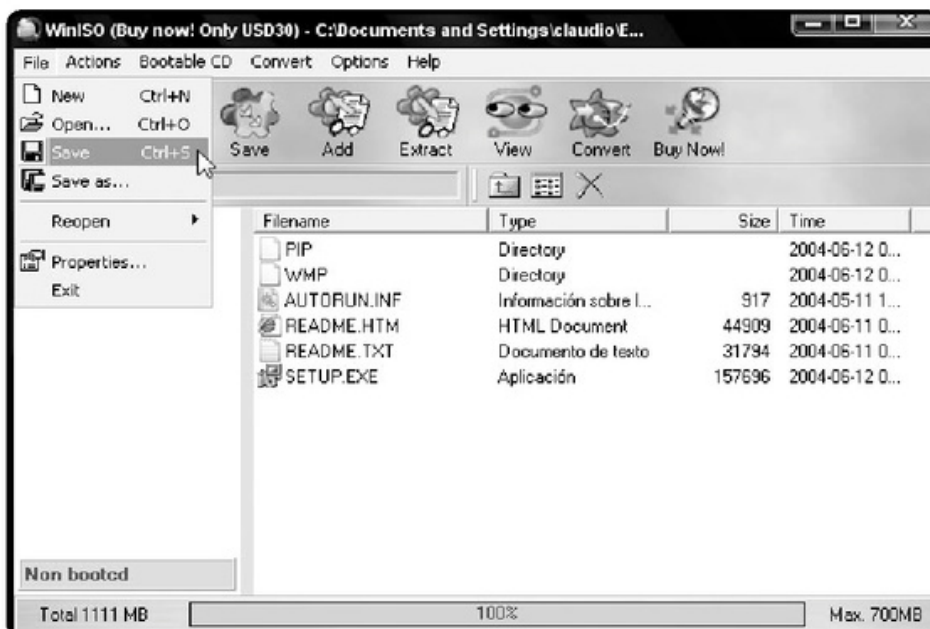 WinISO (Buy now! Only USD30) - C:\Documents and Settings\claudio\E...
File Actions Bootable CD Convert Options Help
New Ctrl+N
Open... Ctrl+O
Save Ctrl+S
Save as...
Reopen
Properties...
Exit
Save Add Extract View Convert Buy Now!
Filename Type Size Time
PIP Directory 2004-06-12 0...
WMP Directory 2004-06-12 0...
AUTORUN.INF Información sobre l... 917 2004-05-11 1...
README.HTM HTML Document 44909 2004-06-11 0...
README.TXT Documento de texto 31794 2004-06-11 0...
SETUP.EXE Aplicación 157696 2004-06-12 0...
Non bootcd
Total 1111 MB 100% Max. 700MB